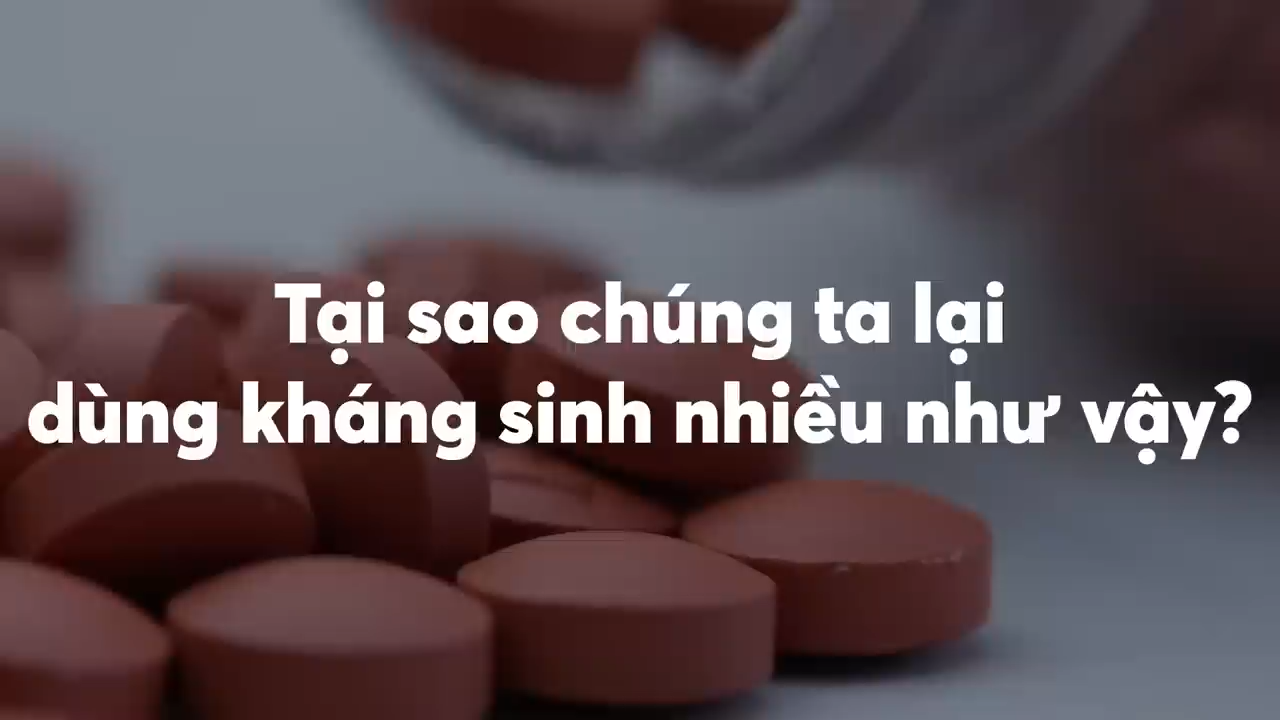 Tại sao chúng ta lại
dùng kháng sinh nhiều như vậy?